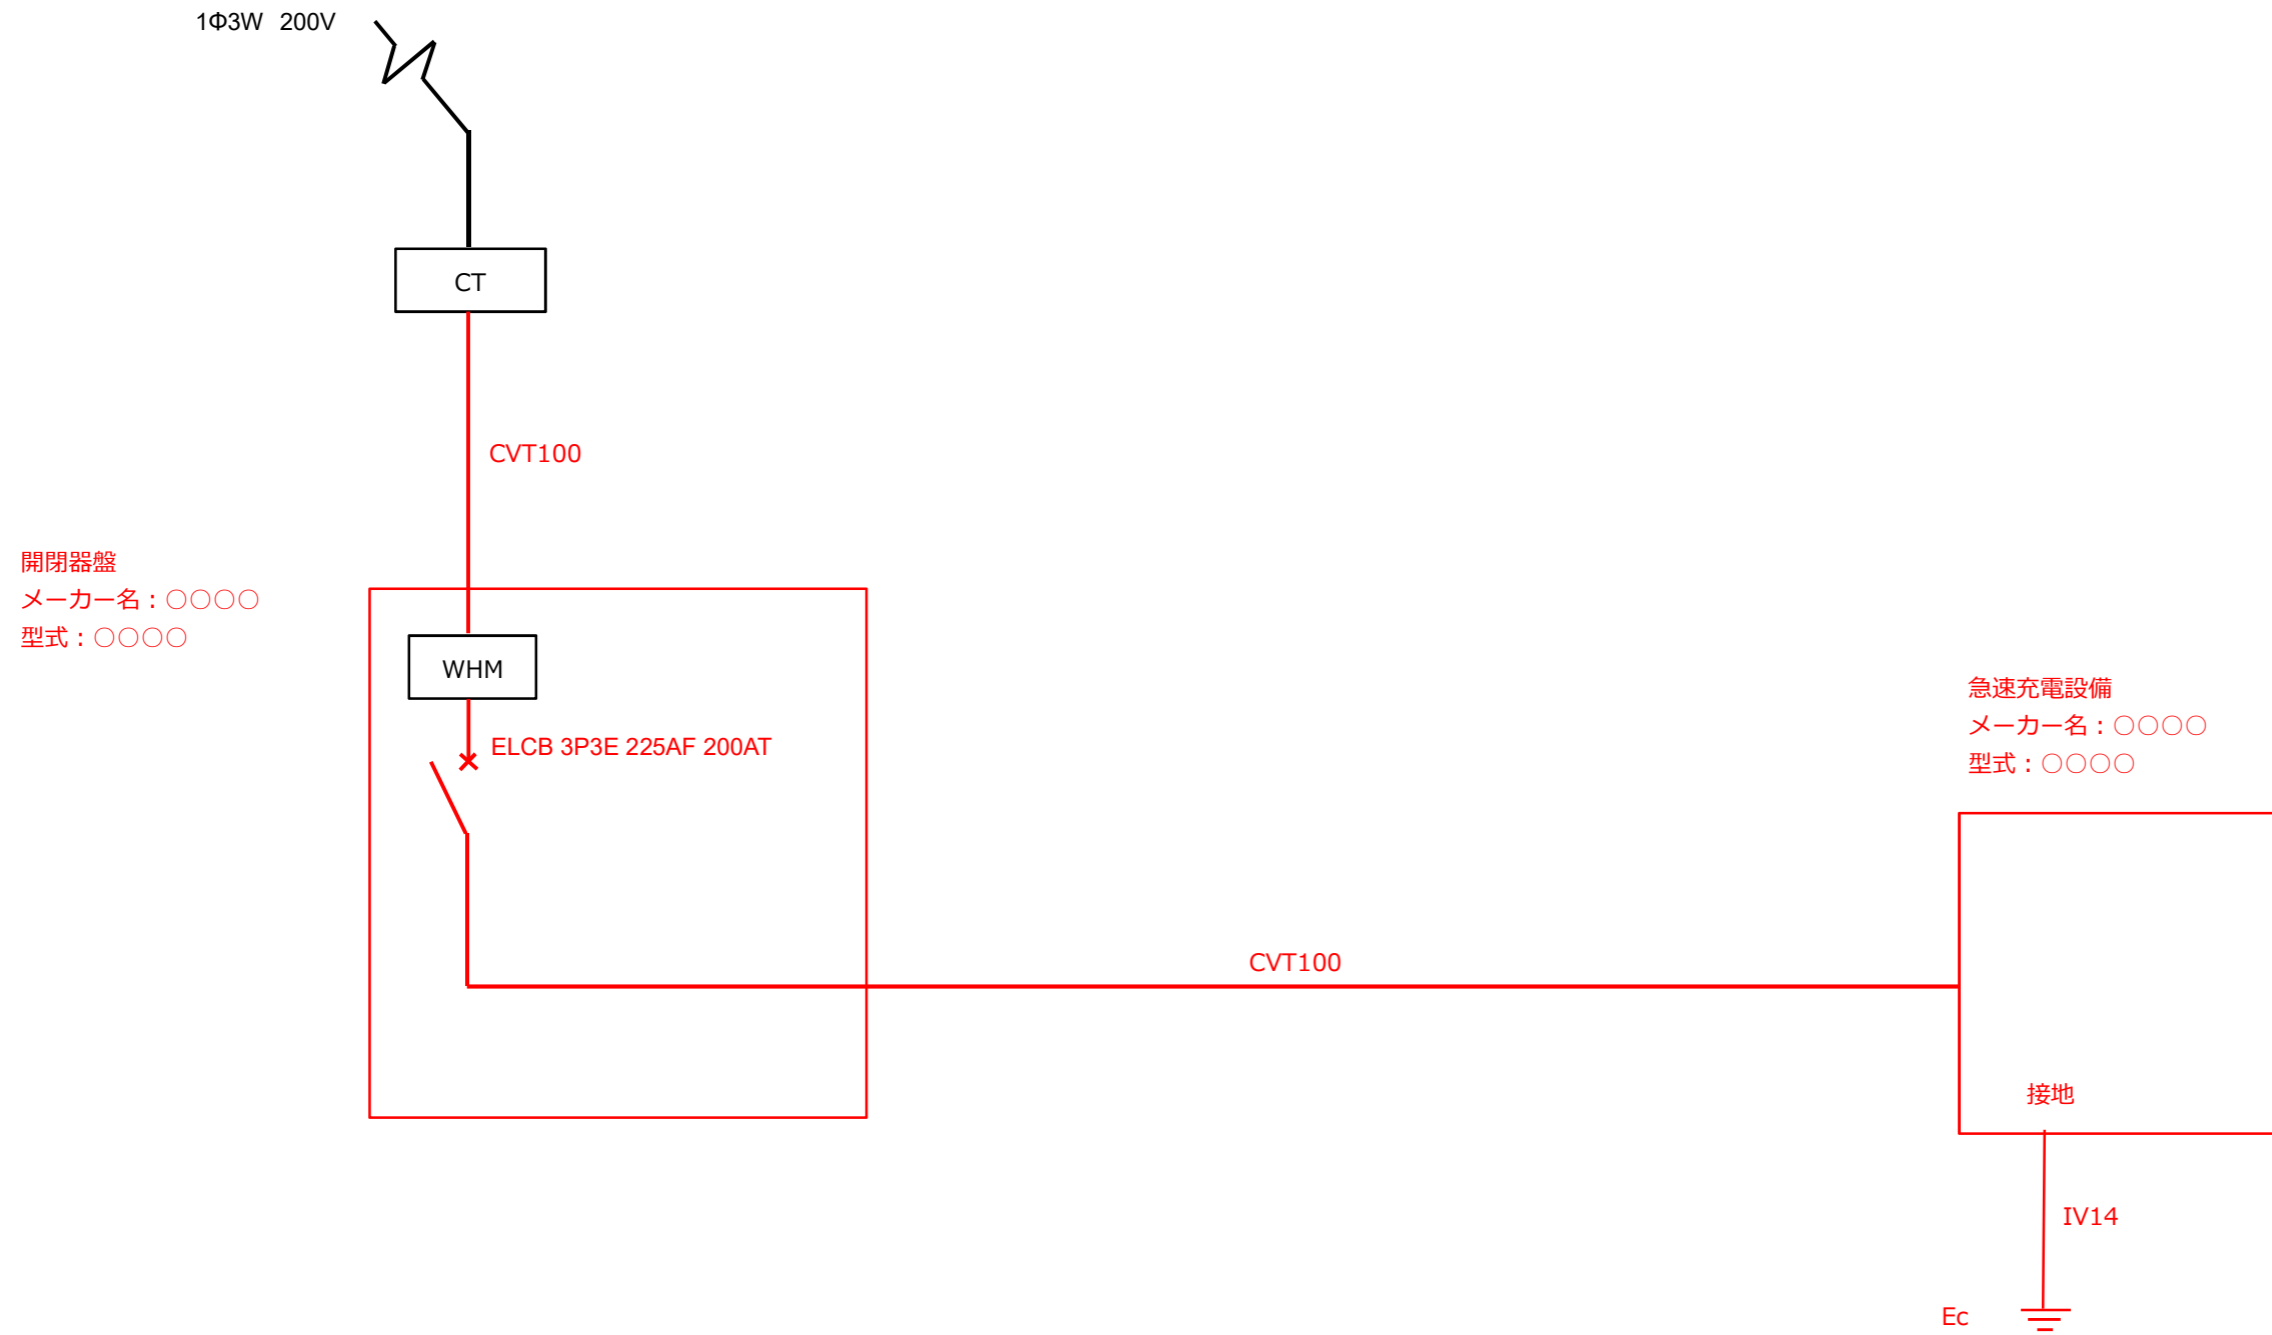 1Φ3W 200V
CT
CVT100
開閉器盤
メーカー名：○○○○
型式：○○○○
WHM
ELCB 3P3E 225AF 200AT
急速充電設備
メーカー名：○○○○
型式：○○○○
CVT100
接地
IV14
Ec